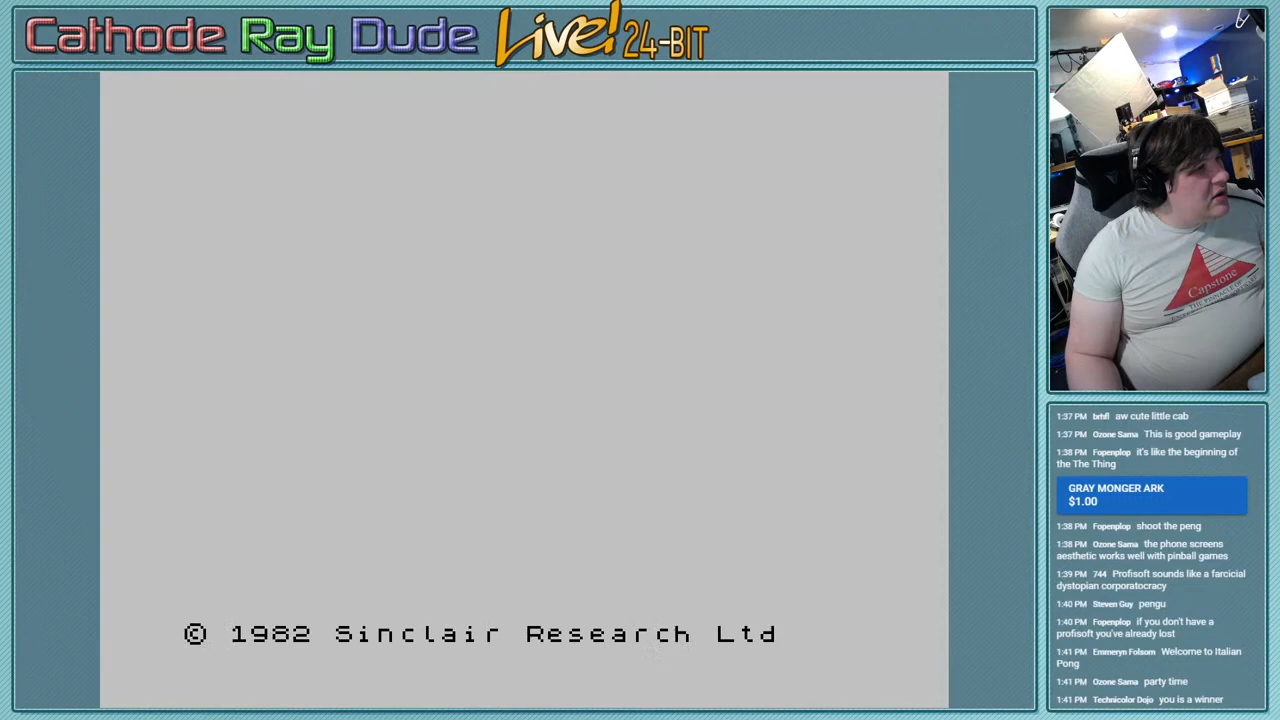 Cathode Ray Dude Live! 24-BIT
© 1982 Sinclair Research Ltd
Capstone
THE PINNACLE OF
1:37 PM brhfl aw cute little cab
1:37 PM Ozone Sama This is good gameplay
1:38 PM Fopenplop it's like the beginning of
the The Thing
GRAY MONGER ARK
$1.00
1:38 PM Fopenplop shoot the peng
1:38 PM Ozone Sama the phone screens
aesthetic works well with pinball games
1:39 PM 744 Profisoft sounds like a farcicial
dystopian corporatocracy
1:40 PM Steven Guy pengu
1:40 PM Fopenplop if you don't have a
profisoft you've already lost
1:41 PM Emmeryn Folsom Welcome to Italian
Pong
1:41 PM Ozone Sama party time
1:41 PM Technicolor Dojo you is a winner